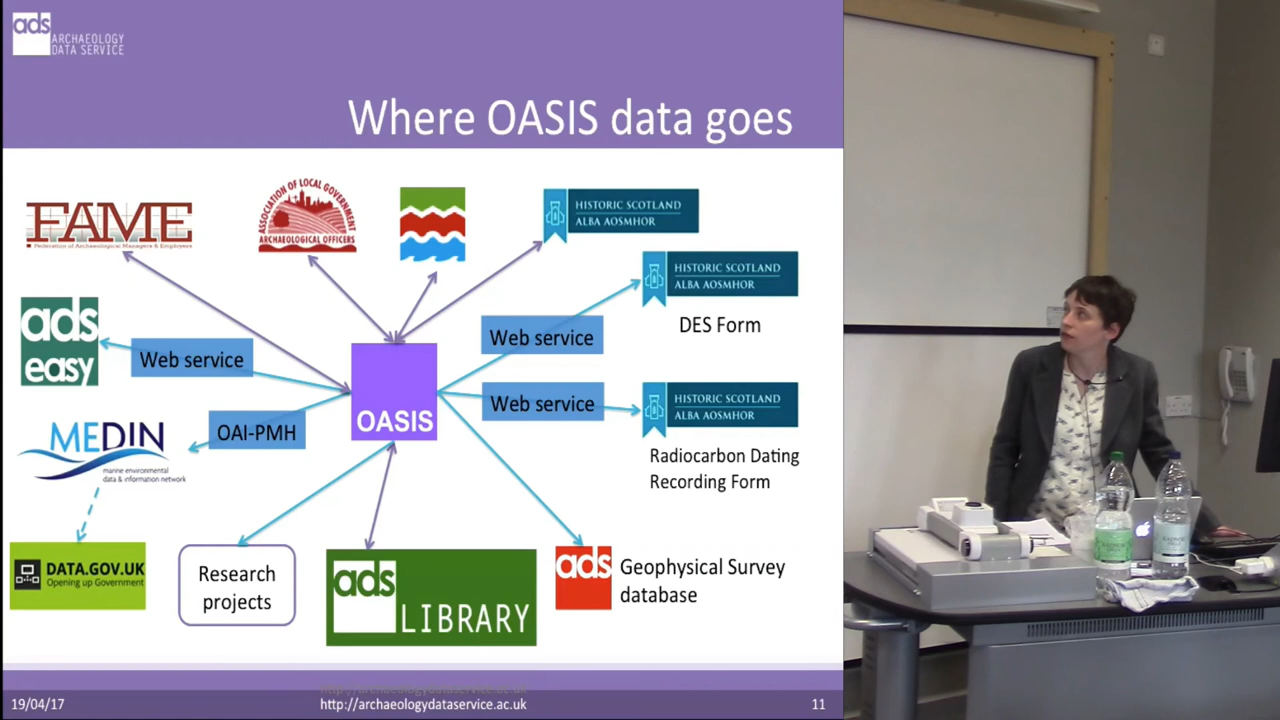 ads ARCHAEOLOGY
DATA SERVICE
Where OASIS data goes
FAME
Federation of Archaeological Managers & Employers
ASSOCIATION OF LOCAL GOVERNMENT
ARCHAEOLOGICAL OFFICERS
HISTORIC SCOTLAND
ALBA AOSMHOR
HISTORIC SCOTLAND
ALBA AOSMHOR
DES Form
ads
easy
Web service
Web service
Web service
OASIS
HISTORIC SCOTLAND
ALBA AOSMHOR
Radiocarbon Dating
Recording Form
OAI-PMH
MEDIN
marine environmental
data & information network
DATA.GOV.UK
Opening up Government
Research
projects
ads LIBRARY
ads Geophysical Survey
database
19/04/17
http://archaeologydataservice.ac.uk
http://archaeologydataservice.ac.uk
11